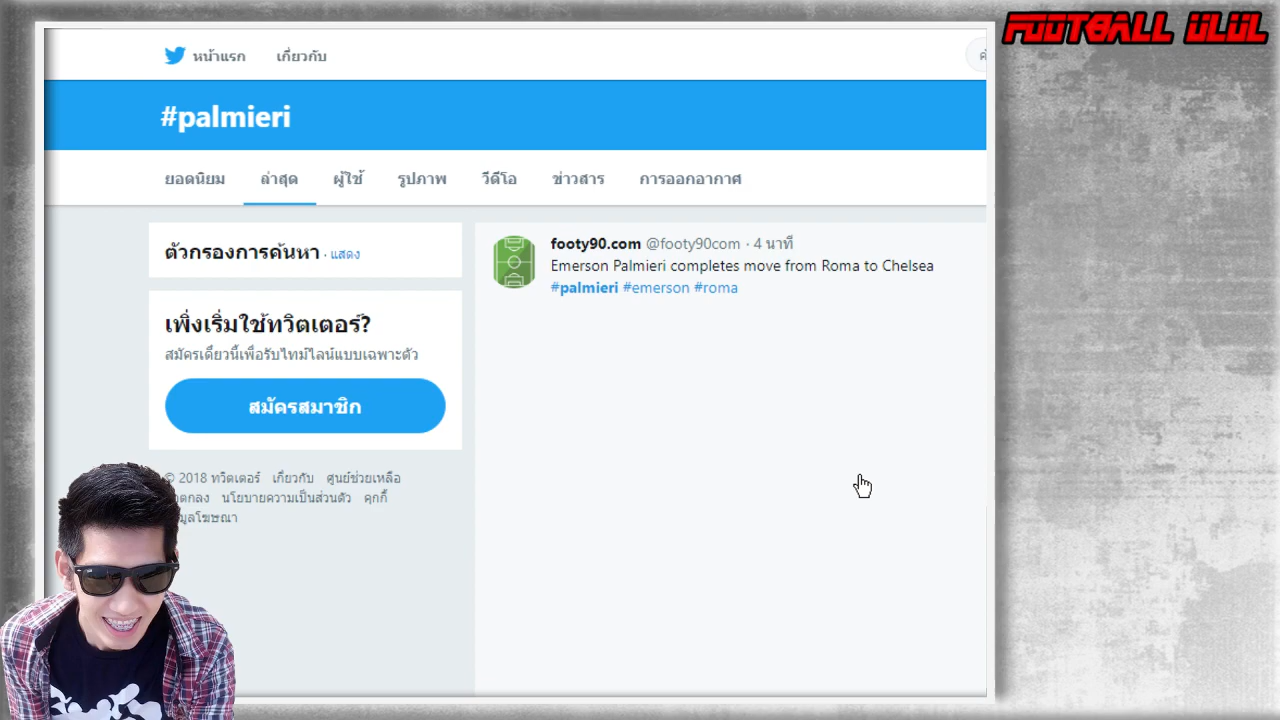 FOOTBALL ULUL
หน้าแรก เกี่ยวกับ
#palmieri
ยอดนิยม ล่าสุด ผู้ใช้ รูปภาพ วีดีโอ ข่าวสาร การออกอากาศ
ตัวกรองการค้นหา · แสดง
เพิ่งเริ่มใช้ทวิตเตอร์?
สมัครเดี๋ยวนี้เพื่อรับไทม์ไลน์แบบเฉพาะตัว
สมัครสมาชิก
© 2018 ทวิตเตอร์ เกี่ยวกับ ศูนย์ช่วยเหลือ
นโยบายความเป็นส่วนตัว คุกกี้
footy90.com @footy90com · 4 นาที
Emerson Palmieri completes move from Roma to Chelsea
#palmieri #emerson #roma